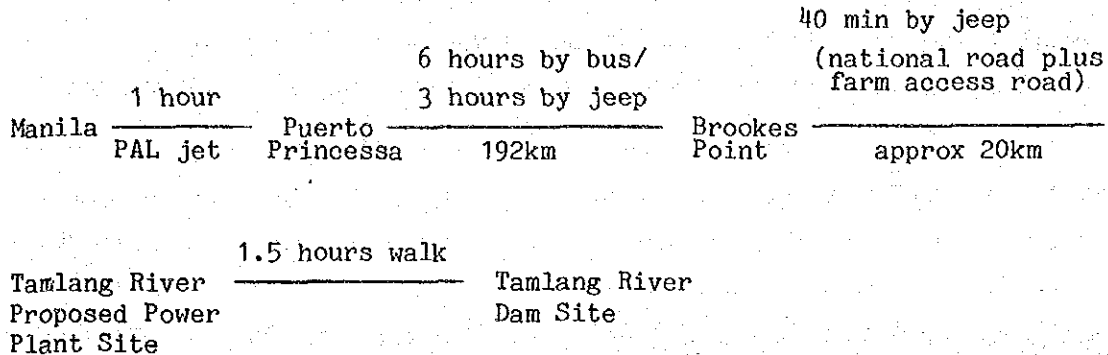 40 min by jeep
6 hours by bus/ (national road plus
1 hour 3 hours by jeep farm access road)
Manila Puerto Brookes
PAL jet Princessa 192km Point approx 20km
1.5 hours walk
Tamlang River Tamlang River
Proposed Power Dam Site
Plant Site